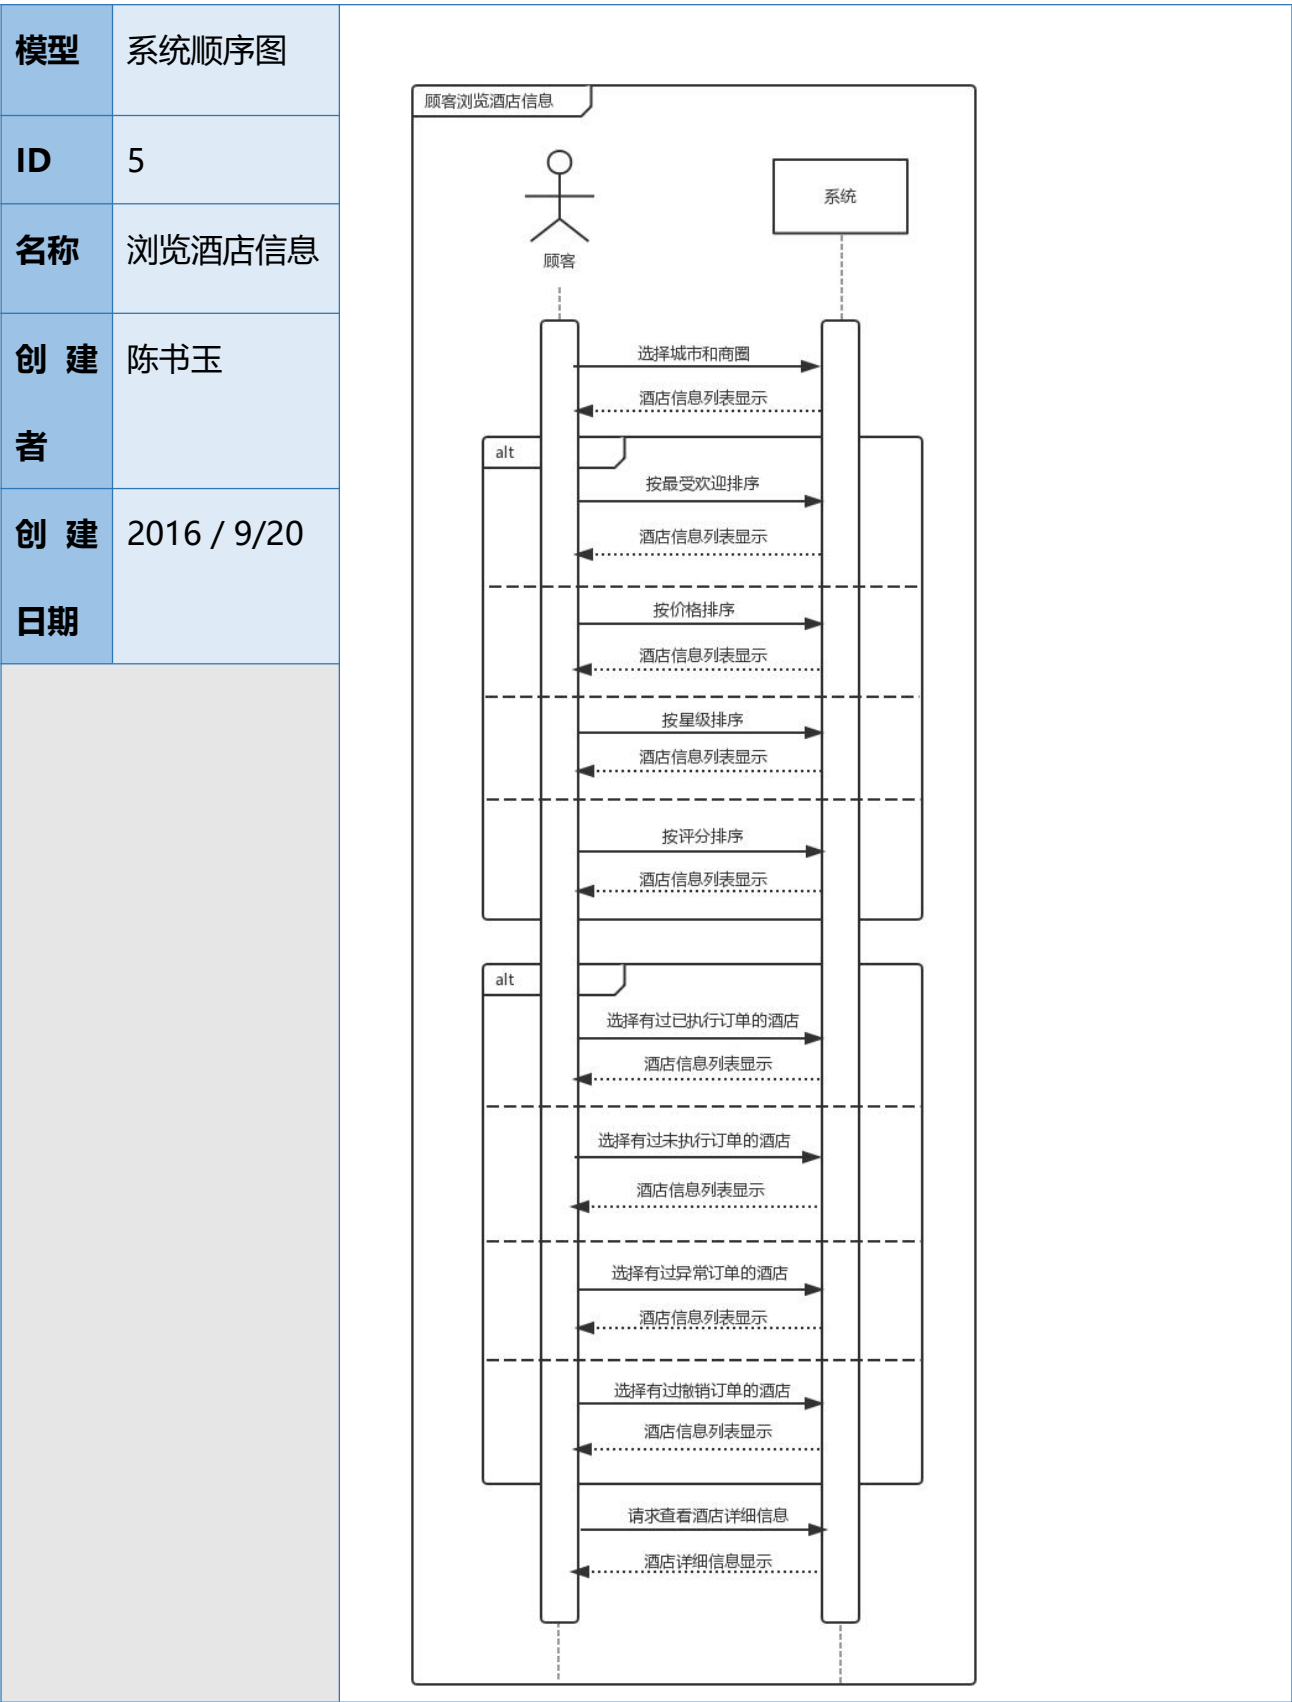 模型
系统顺序图
ID
5
名称
浏览酒店信息
创 建
者
陈书玉
创 建
日期
2016 / 9/20
顾客浏览酒店信息
顾客
系统
选择城市和商圈
酒店信息列表显示
alt
按最受欢迎排序
酒店信息列表显示
按价格排序
酒店信息列表显示
按星级排序
酒店信息列表显示
按评分排序
酒店信息列表显示
alt
选择有过已执行订单的酒店
酒店信息列表显示
选择有过未执行订单的酒店
酒店信息列表显示
选择有过异常订单的酒店
酒店信息列表显示
选择有过撤销订单的酒店
酒店信息列表显示
请求查看酒店详细信息
酒店详细信息显示